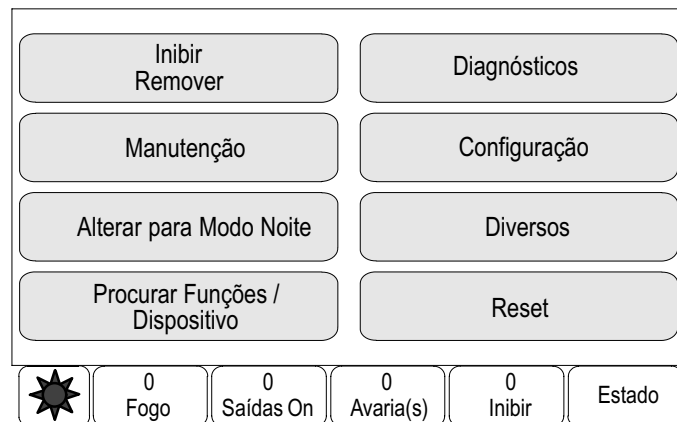 Inibir
Remover
Diagnósticos
Manutenção
Configuração
Alterar para Modo Noite
Diversos
Procurar Funções /
Dispositivo
Reset
0
Fogo
0
Saídas On
0
Avaria(s)
0
Inibir
Estado